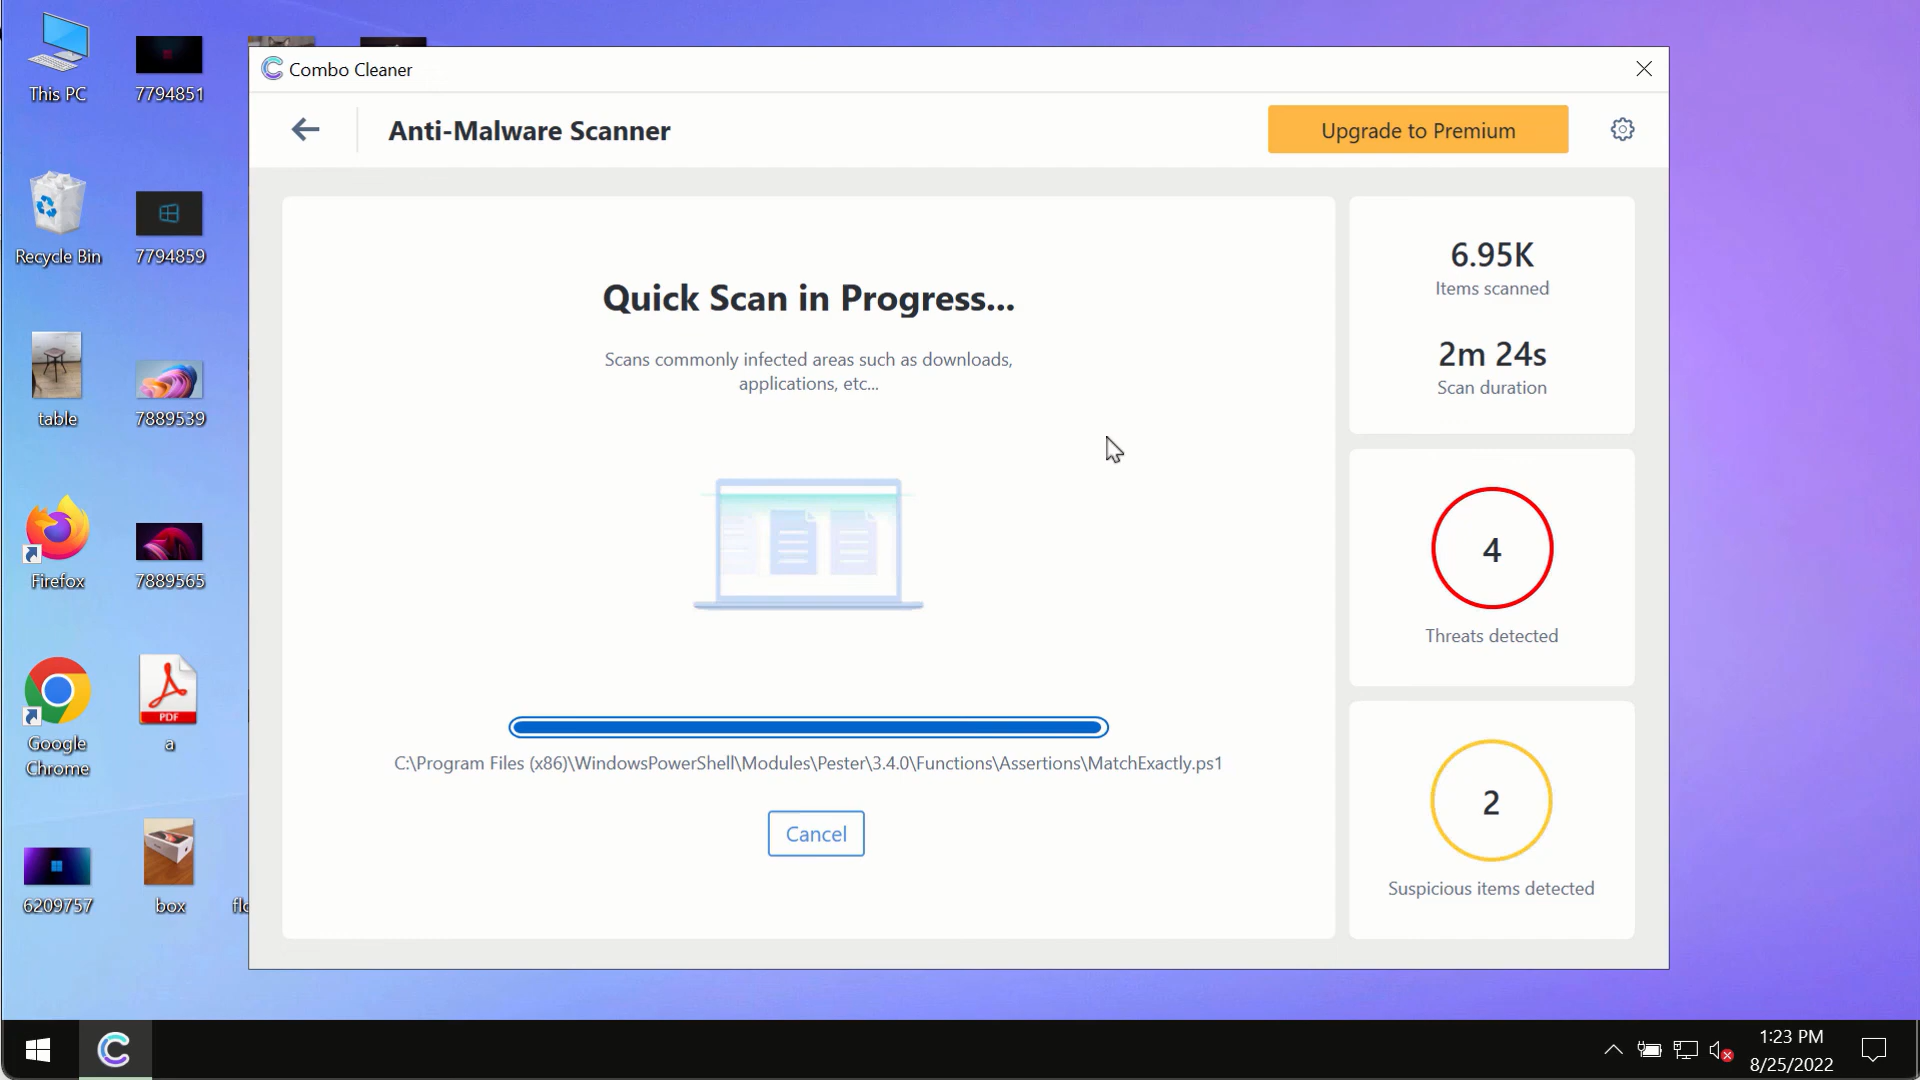 This PC
7794851
Recycle Bin
7794859
table
7889539
Firefox
7889565
Google
Chrome
a
PDF
6209757
box
Combo Cleaner
Anti-Malware Scanner
Upgrade to Premium
Quick Scan in Progress...
Scans commonly infected areas such as downloads,
applications, etc...
C:\Program Files (x86)\WindowsPowerShell\Modules\Pester\3.4.0\Functions\Assertions\MatchExactly.ps1
Cancel
6.95K
Items scanned
2m 24s
Scan duration
4
Threats detected
2
Suspicious items detected
1:23 PM
8/25/2022